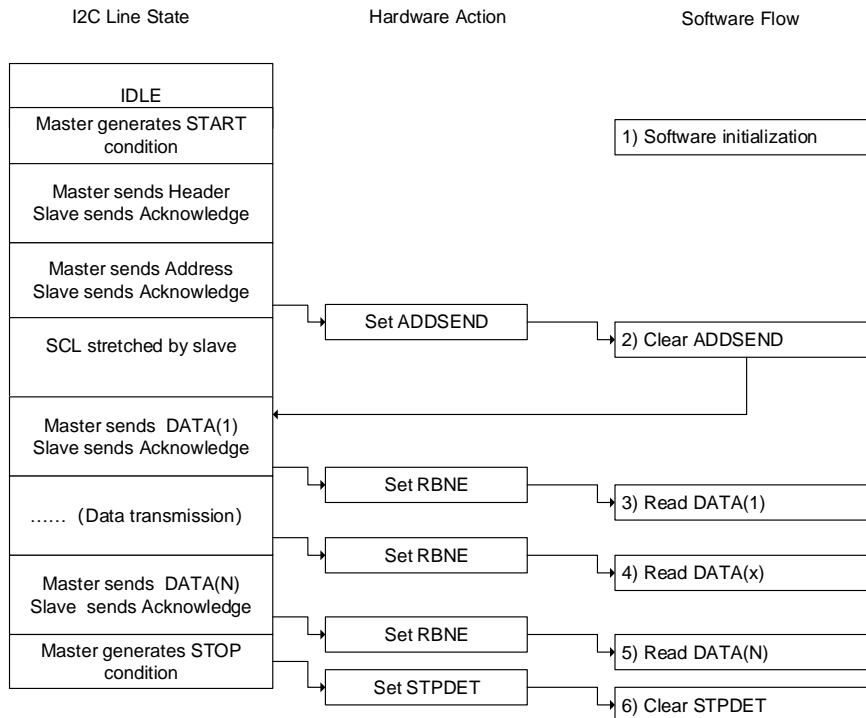 I2C Line State
Hardware Action
Software Flow
IDLE
Master generates START
condition
1) Software initialization
Master sends Header
Slave sends Acknowledge
Master sends Address
Slave sends Acknowledge
Set ADDSEND
2) Clear ADDSEND
SCL stretched by slave
Master sends DATA(1)
Slave sends Acknowledge
Set RBNE
3) Read DATA(1)
…… (Data transmission)
Set RBNE
4) Read DATA(x)
Master sends DATA(N)
Slave sends Acknowledge
Set RBNE
5) Read DATA(N)
Master generates STOP
condition
Set STPDET
6) Clear STPDET